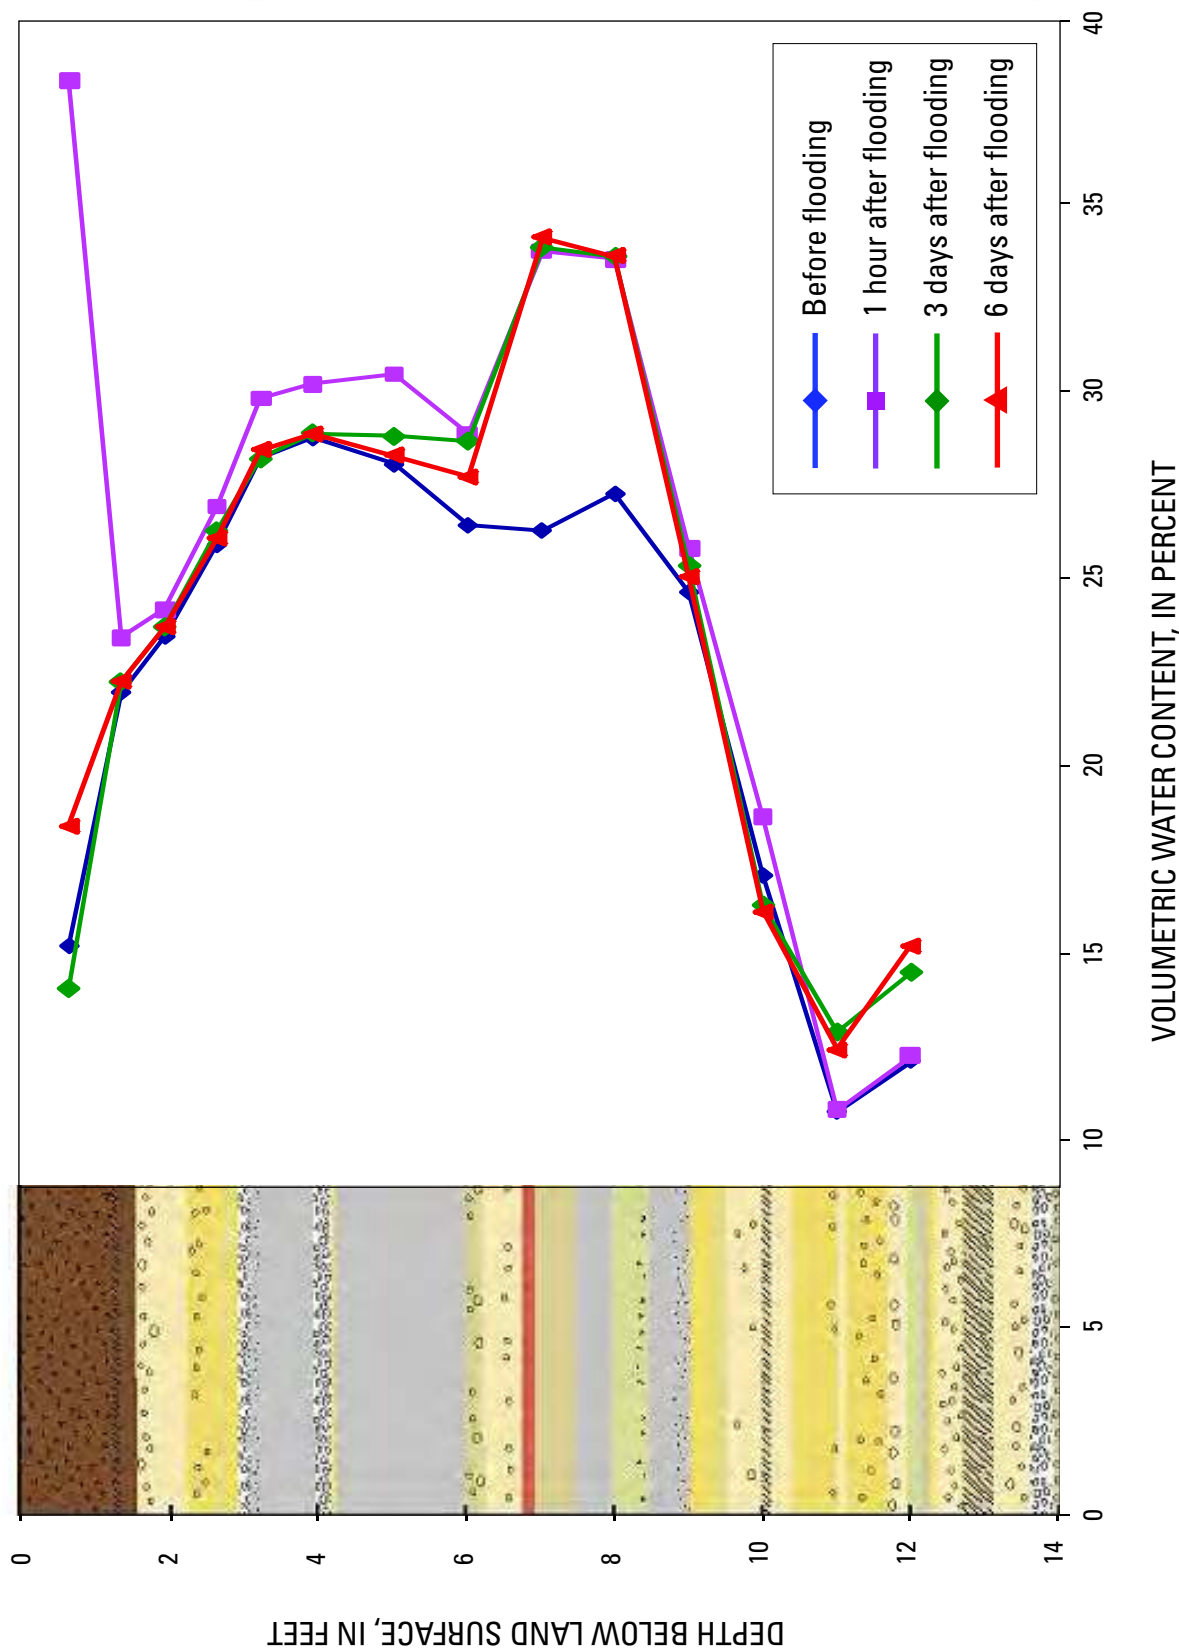 Before flooding
1 hour after flooding
3 days after flooding
6 days after flooding
0
5
10
15
20
25
30
35
40
VOLUMETRIC WATER CONTENT, IN PERCENT
0
2
4
6
8
10
12
14
DEPTH BELOW LAND SURFACE, IN FEET